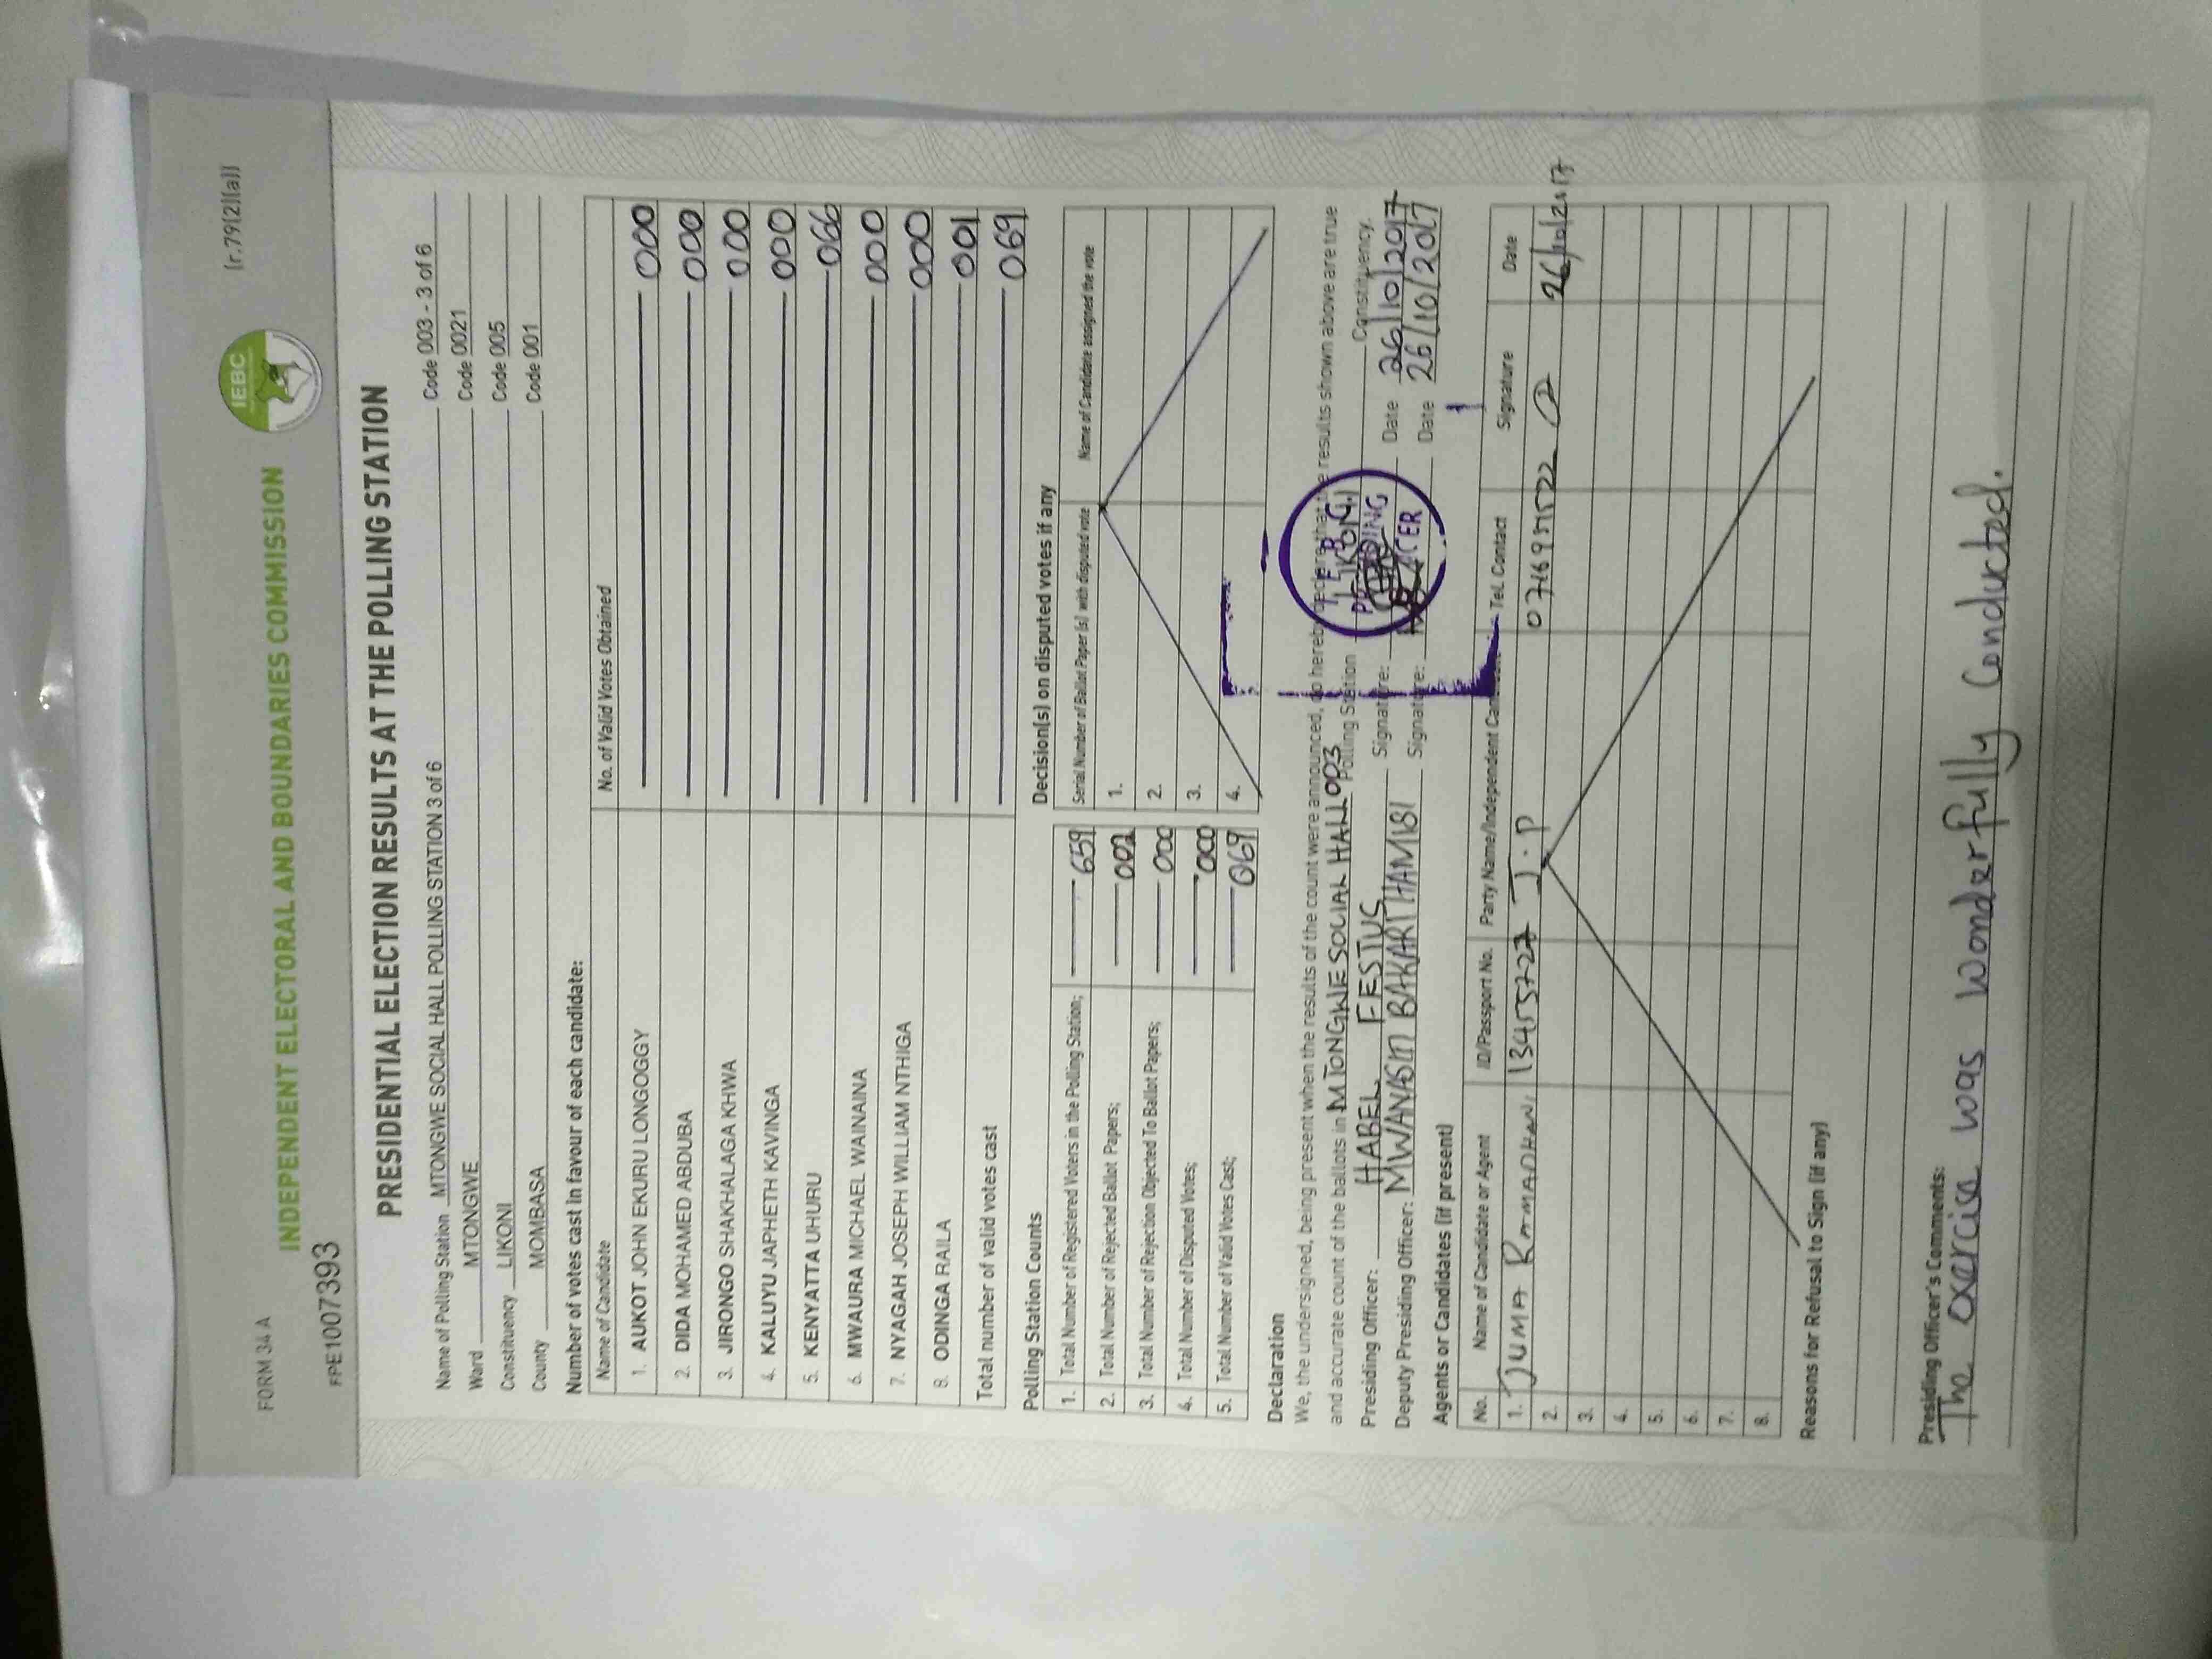 FORM 34 A
(r.79(2)(a))
INDEPENDENT ELECTORAL AND BOUNDARIES COMMISSION
IEBC
FPE1007393
PRESIDENTIAL ELECTION RESULTS AT THE POLLING STATION
Name of Polling Station MTONGWE SOCIAL HALL POLLING STATION 3 of 6 Code 003 - 3 of 6
Ward MTONGWE Code 0021
Constituency LIKONI Code 005
County MOMBASA Code 001
Number of votes cast in favour of each candidate:
Name of Candidate No. of Valid Votes Obtained
1. AUKOT JOHN EKURU LONGOGGY 000
2. DIDA MOHAMED ABDUBA 000
3. JIRONGO SHAKHALAGA KHWA 000
4. KALUYU JAPHETH KAVINGA 000
5. KENYATTA UHURU 066
6. MWAURA MICHAEL WAINAINA 000
7. NYAGAH JOSEPH WILLIAM NTHIGA 000
8. ODINGA RAILA 001
Total number of valid votes cast 069
Polling Station Counts
1. Total Number of Registered Voters in the Polling Station; 659
2. Total Number of Rejected Ballot Papers; 002
3. Total Number of Rejection Objected To Ballot Papers; 000
4. Total Number of Disputed Votes; 000
5. Total Number of Valid Votes Cast; 069
Decision(s) on disputed votes if any
Serial Number of Ballot Paper (s) with disputed vote Name of Candidate assigned the vote
1.
2.
3.
4.
Declaration
We, the undersigned, being present when the results of the count were announced, do hereby declare that the results shown above are true
and accurate count of the ballots in MTONGWE SOCIAL HALL 003 Polling Station LIKONI Constituency.
Presiding Officer: HABEL FESTUS Signature: Date 26/10/2017
Deputy Presiding Officer: MWANASITI BAKARI HAMISI Signature: Date 26/10/2017
Agents or Candidates (if present)
No. Name of Candidate or Agent ID/Passport No. Party Name/Independent Tel. Contact Signature Date
1. JUMA 13455727 J.P 26/10/2017
2.
3.
4.
5.
6.
7.
8.
Reasons for Refusal to Sign (if any)
Presiding Officer's Comments:
The exercise was wonderfully conducted.